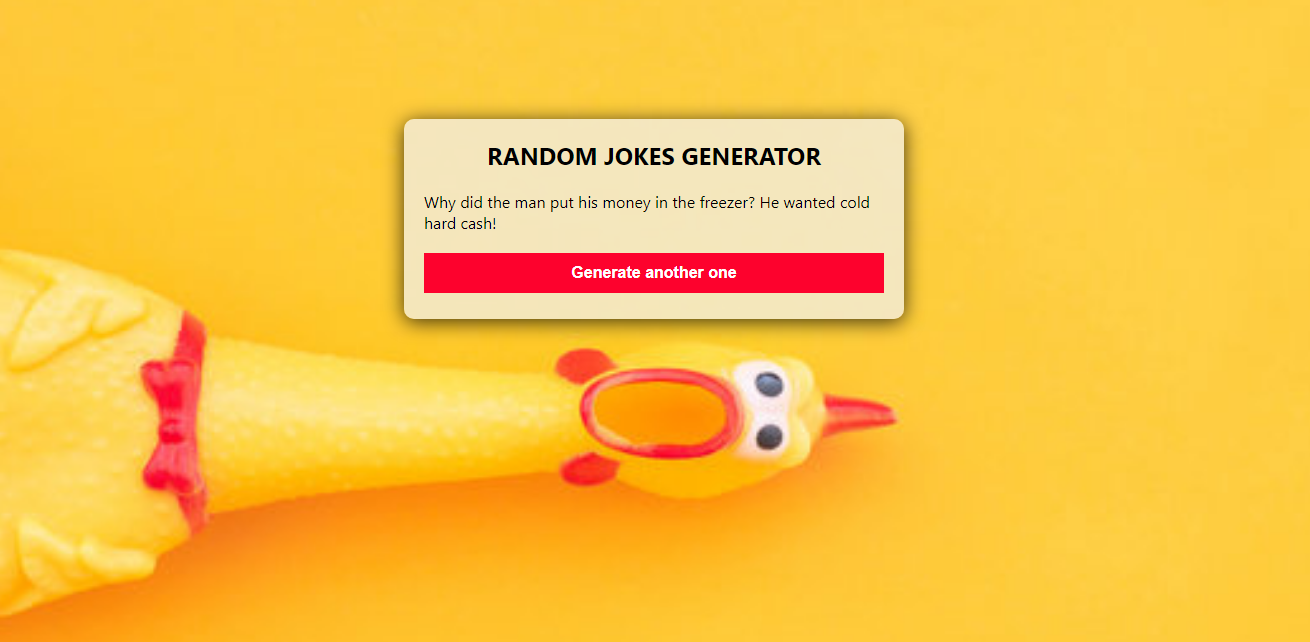 RANDOM JOKES GENERATOR
Why did the man put his money in the freezer? He wanted cold
hard cash!
Generate another one